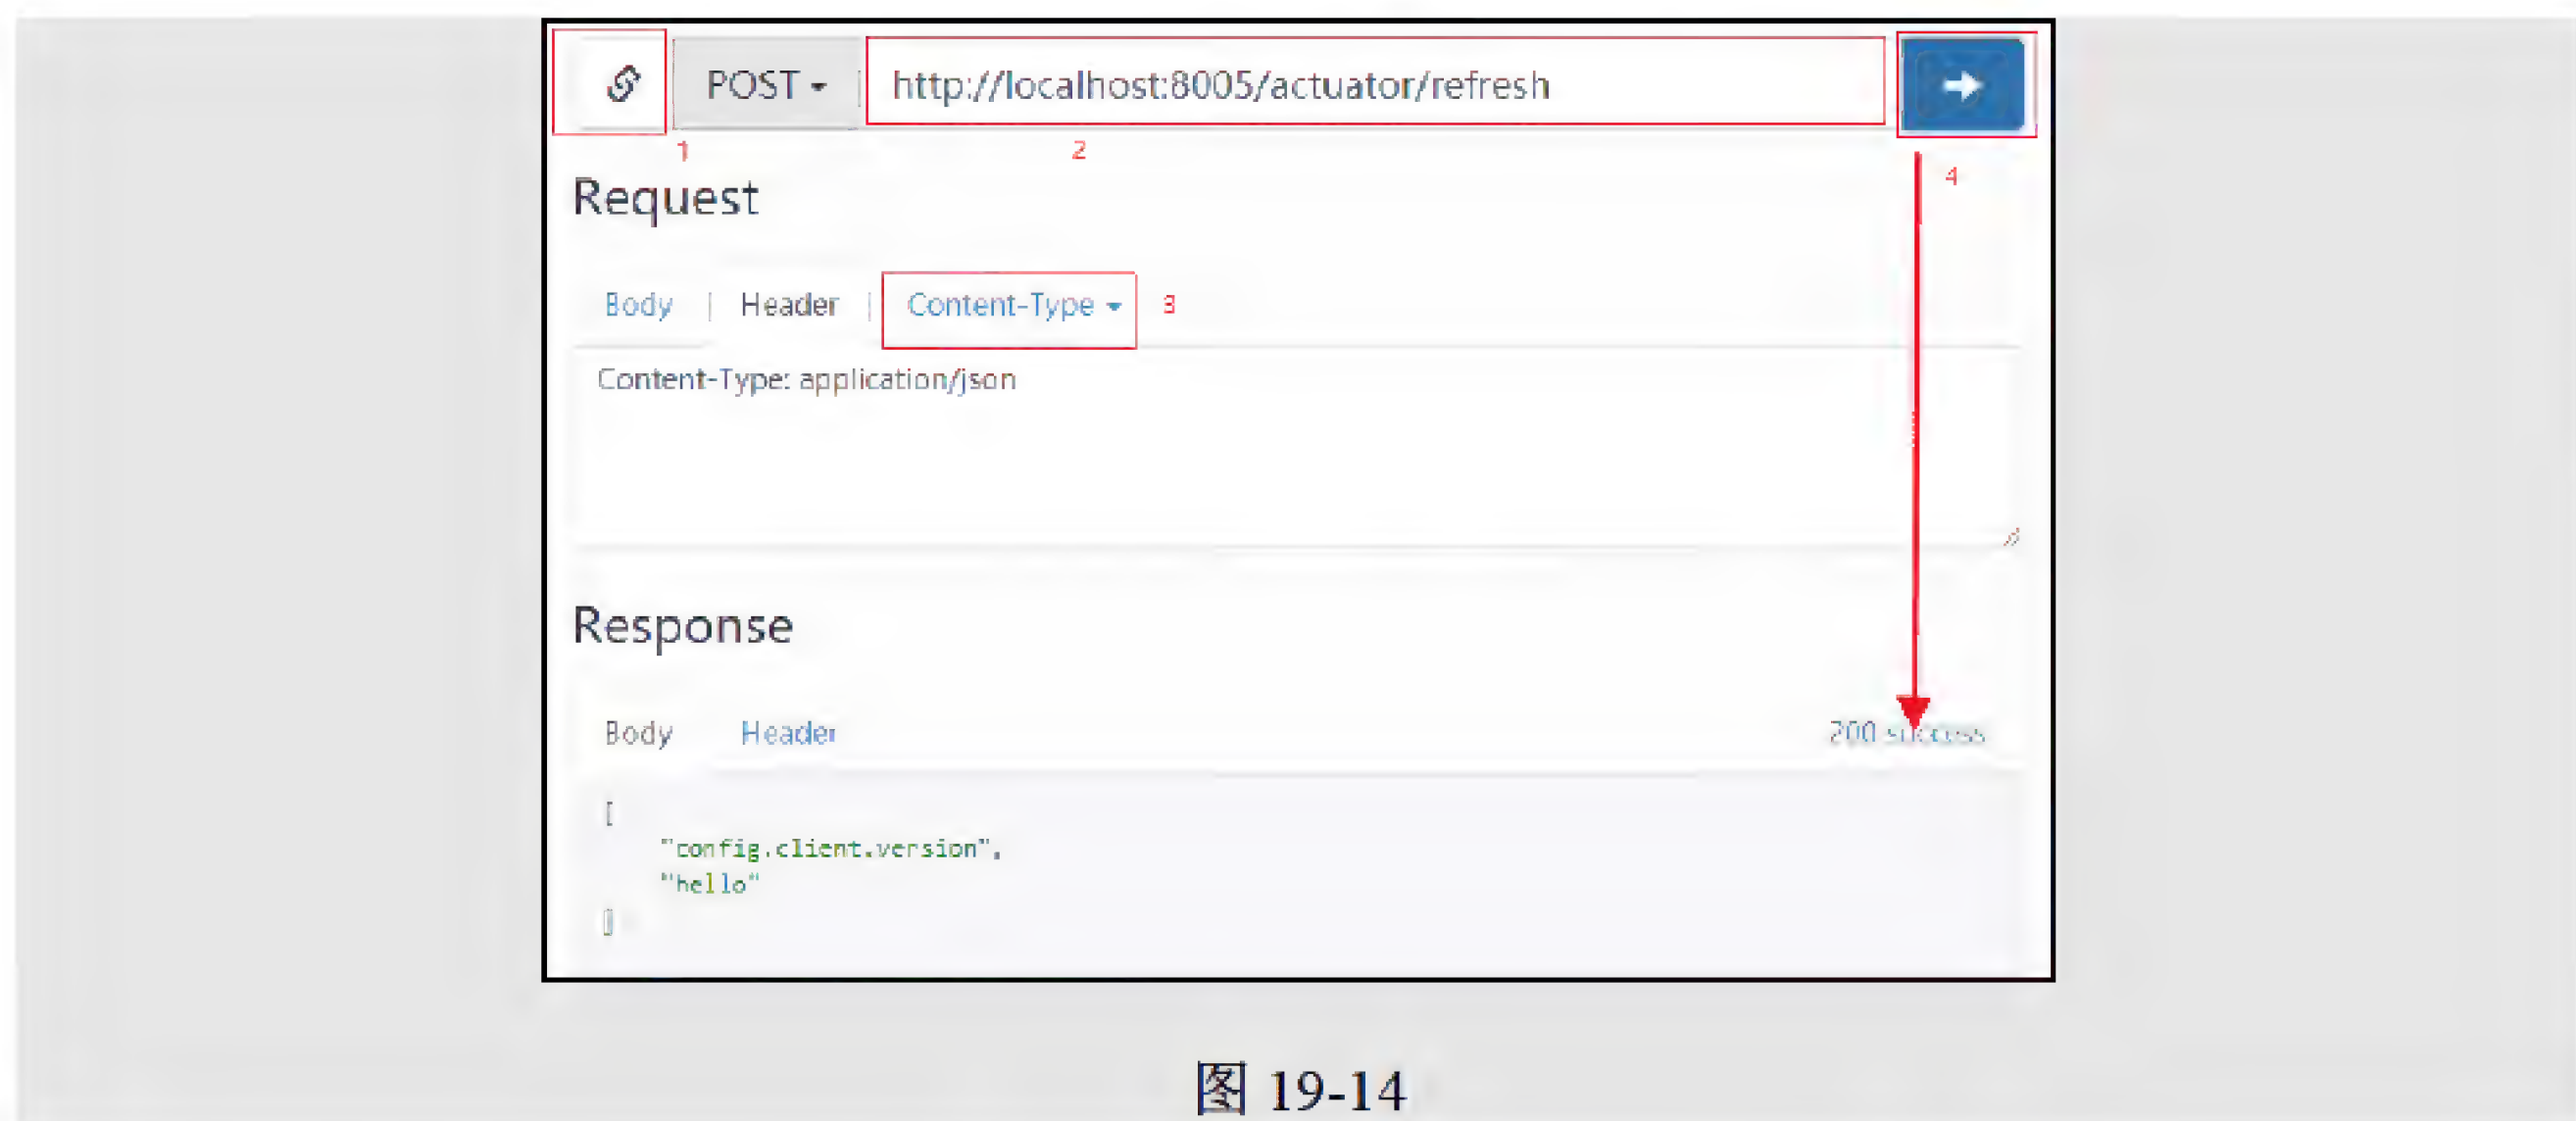 POST http://localhost:8005/actuator/refresh
1 2
4
Request
Body | Header | Content-Type 3
Content-Type: application/json
Response
Body Header 200 success
[
"config.client.version",
"hello"
]
图 19-14